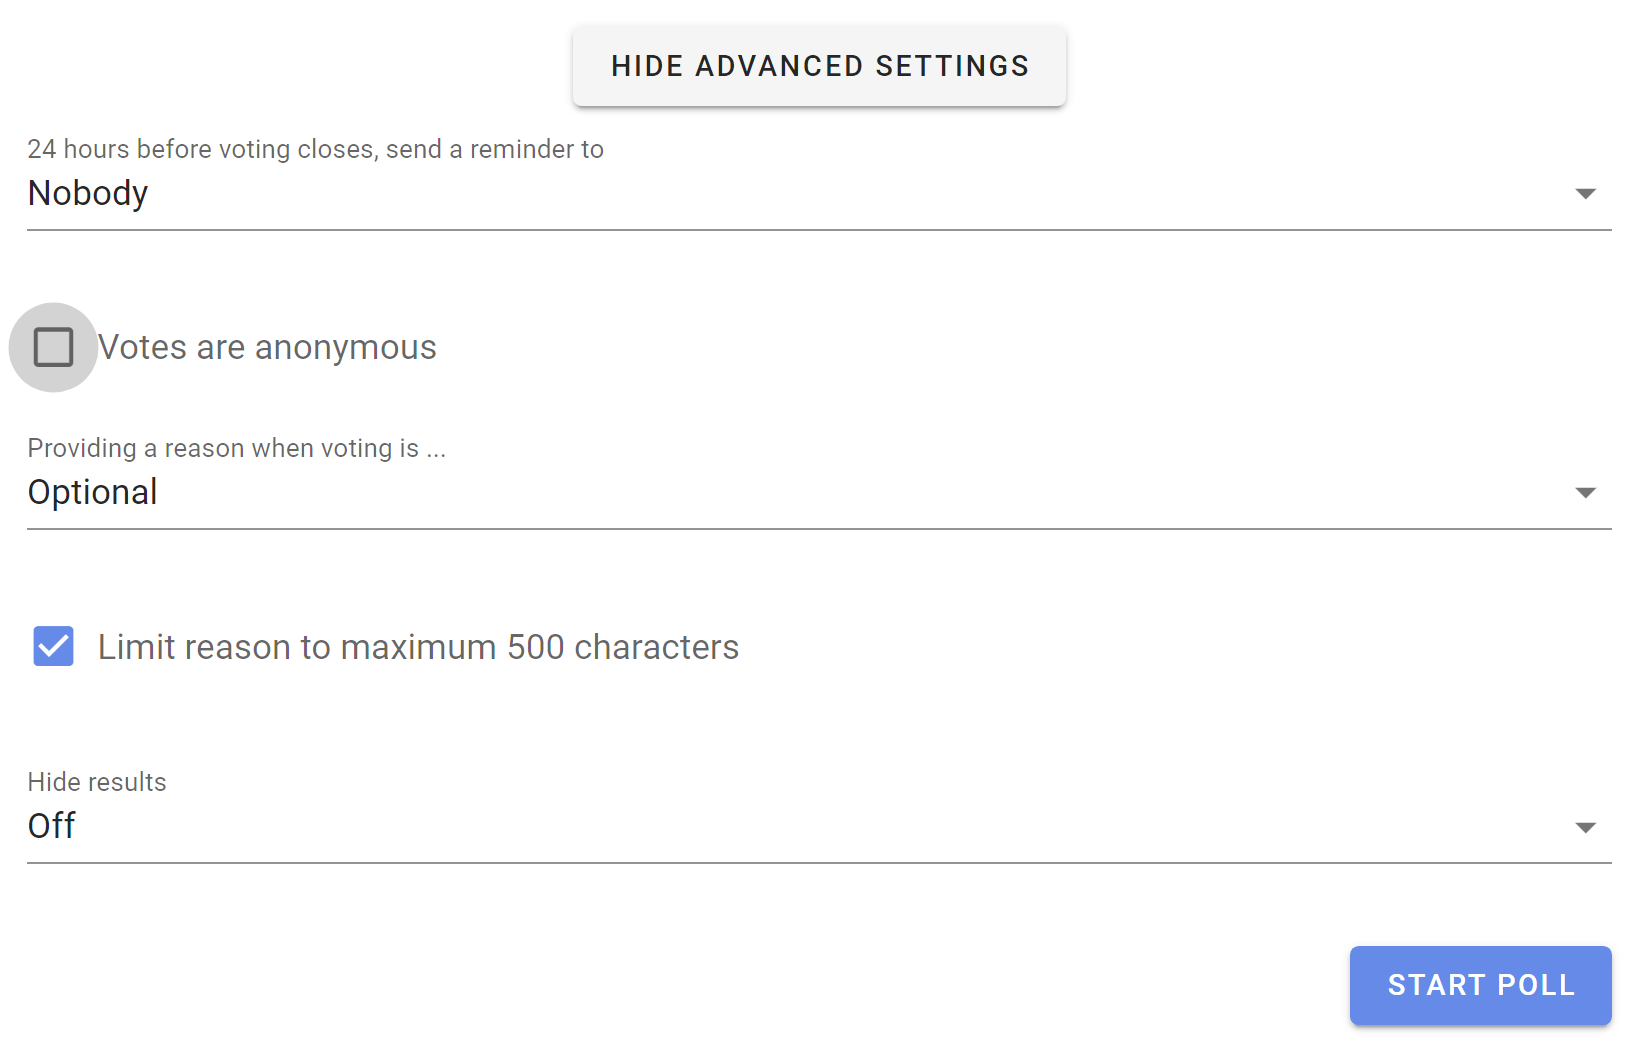 HIDE ADVANCED SETTINGS
24 hours before voting closes, send a reminder to
Nobody
Votes are anonymous
Providing a reason when voting is ...
Optional
Limit reason to maximum 500 characters
Hide results
Off
START POLL